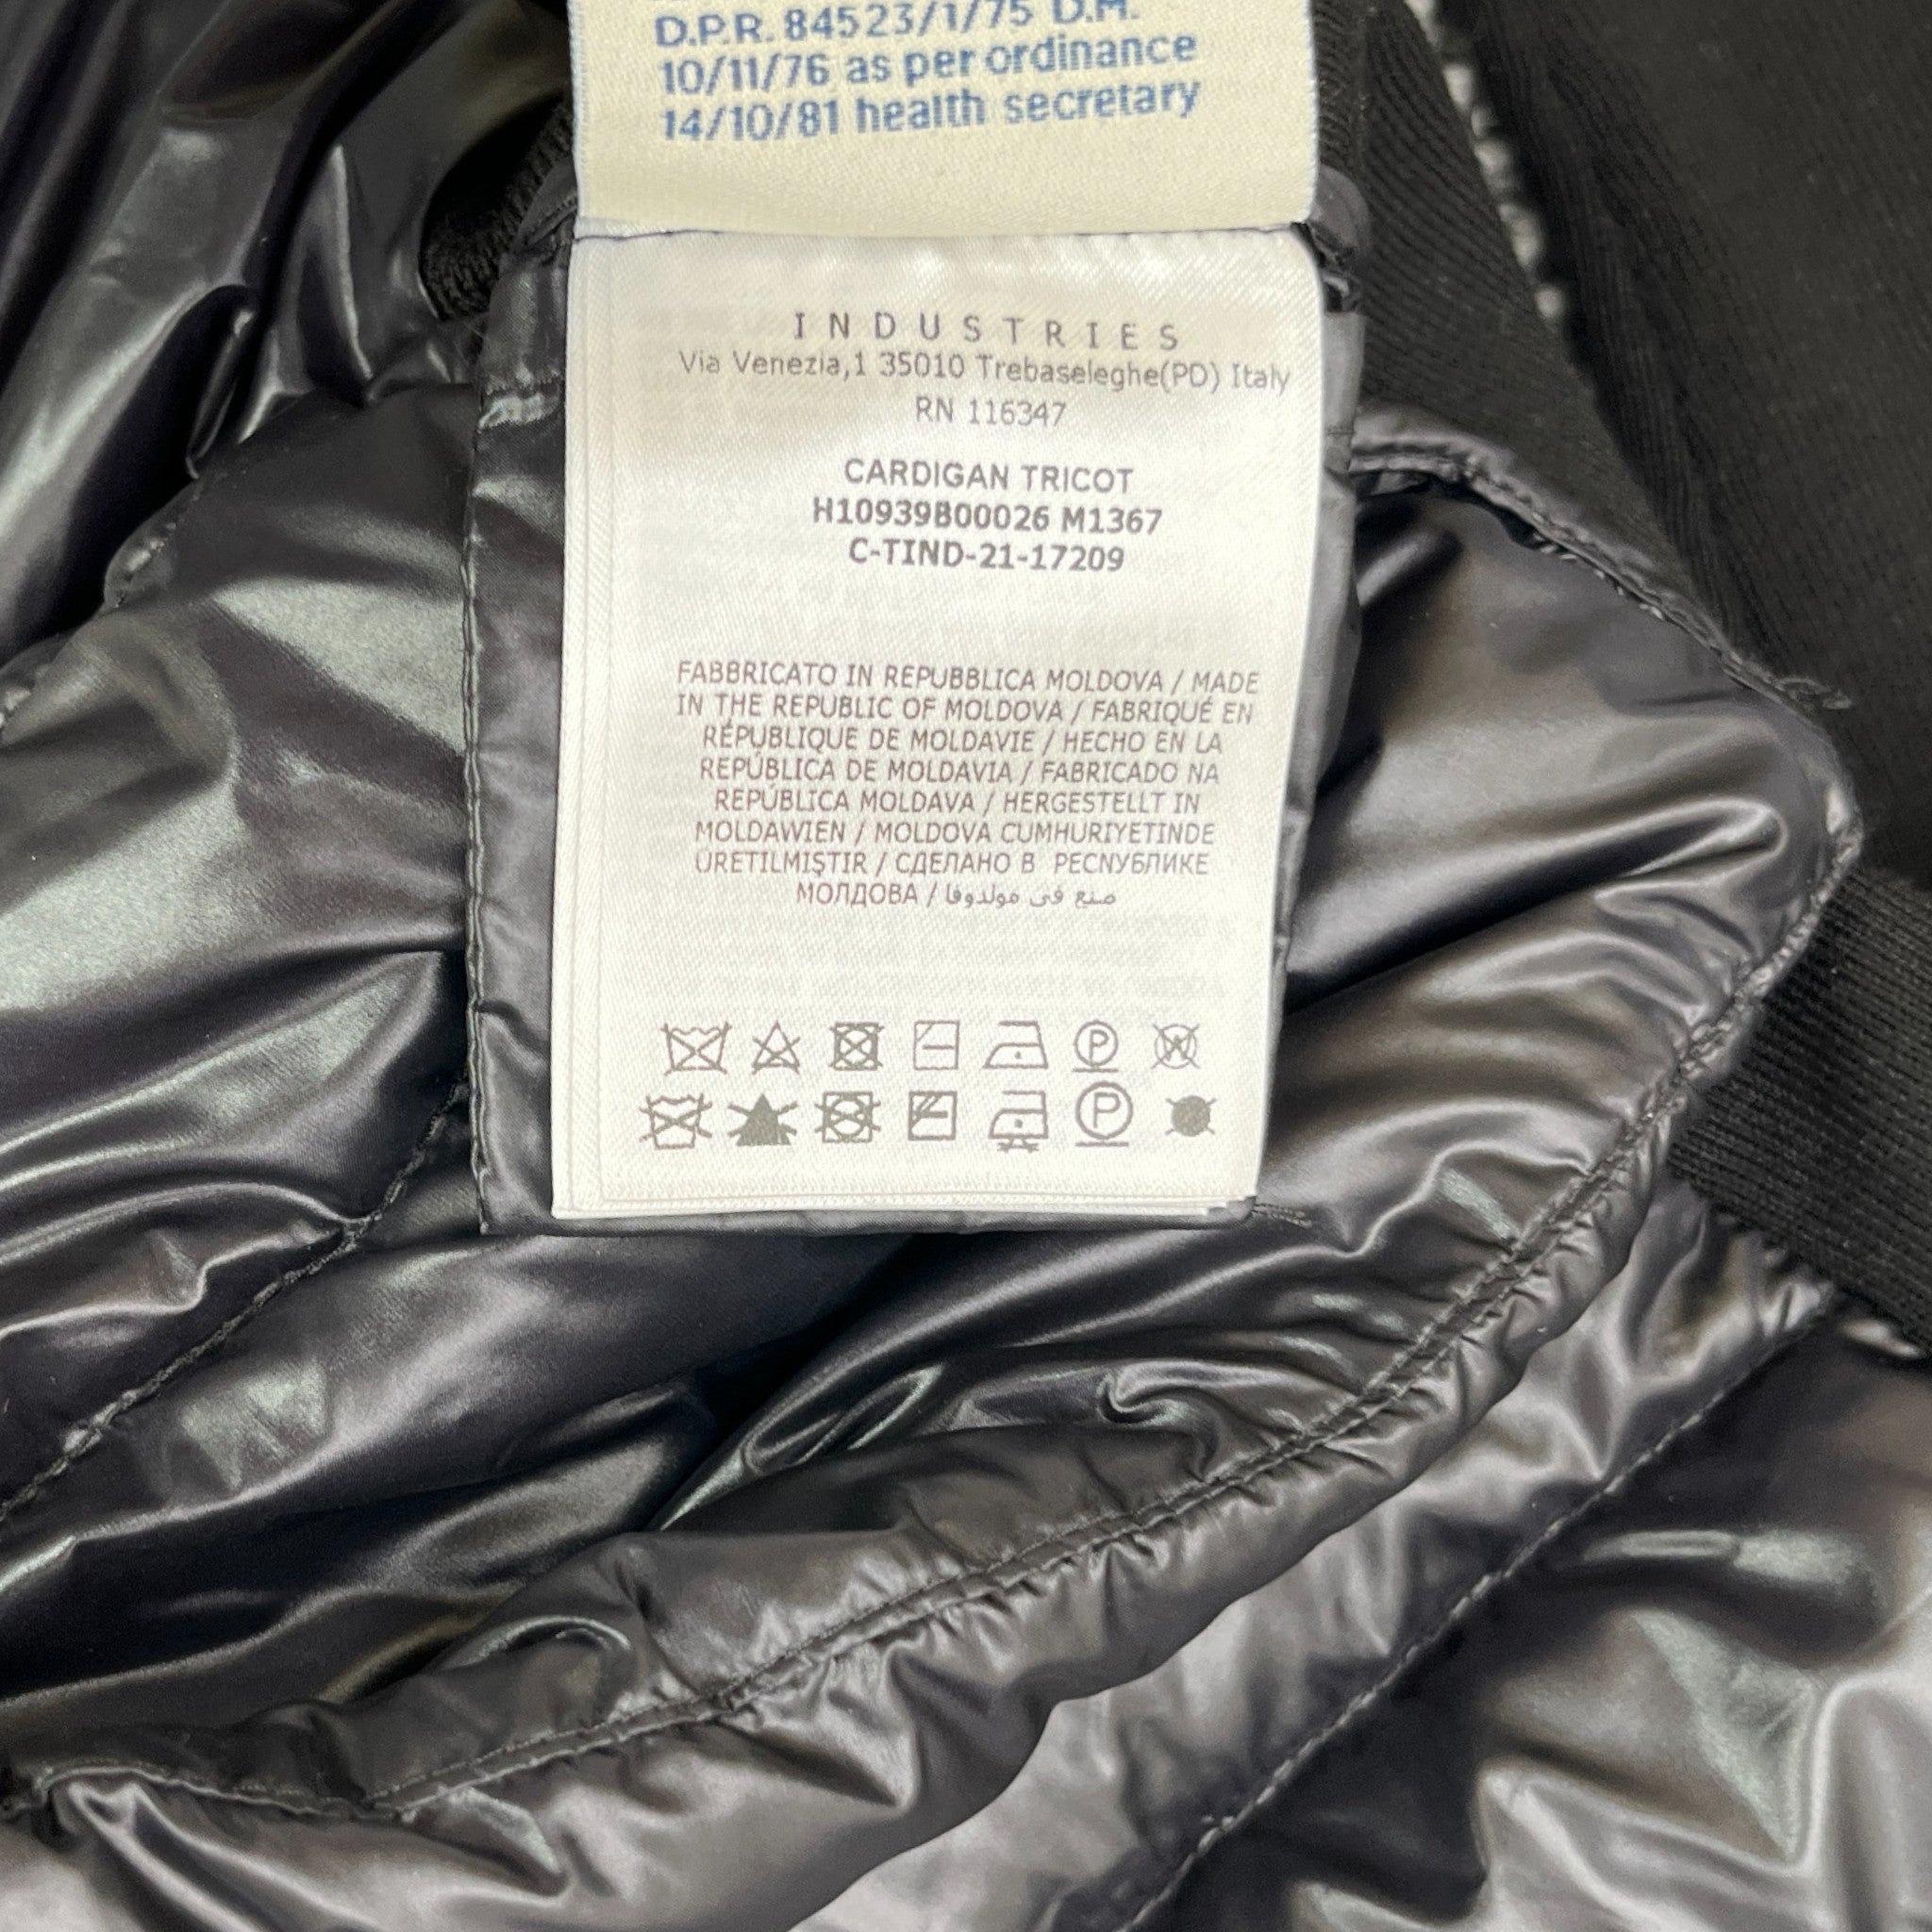 D.P.R. 84523/1/75 D.M.
10/11/76 as per ordinance
14/10/81 health secretary
INDUSTRIES
Via Venezia,1 35010 Trebaseleghe(PD) Italy
RN 116347
CARDIGAN TRICOT
H10939B00026 M1367
C-TIND-21-17209
FABBRICATO IN REPUBBLICA MOLDOVA / MADE
IN THE REPUBLIC OF MOLDOVA / FABRIQUÉ EN
RÉPUBLIQUE DE MOLDAVIE / HECHO EN LA
REPÚBLICA DE MOLDAVIA / FABRICADO NA
REPÚBLICA MOLDAVA / HERGESTELLT IN
MOLDAWIEN / MOLDOVA CUMHURIYETINDE
ÜRETILMIŞTIR / СДЕЛАНО В РЕСПУБЛИКЕ
МОЛДОВА / صنع في مولدوفا
P
W
P